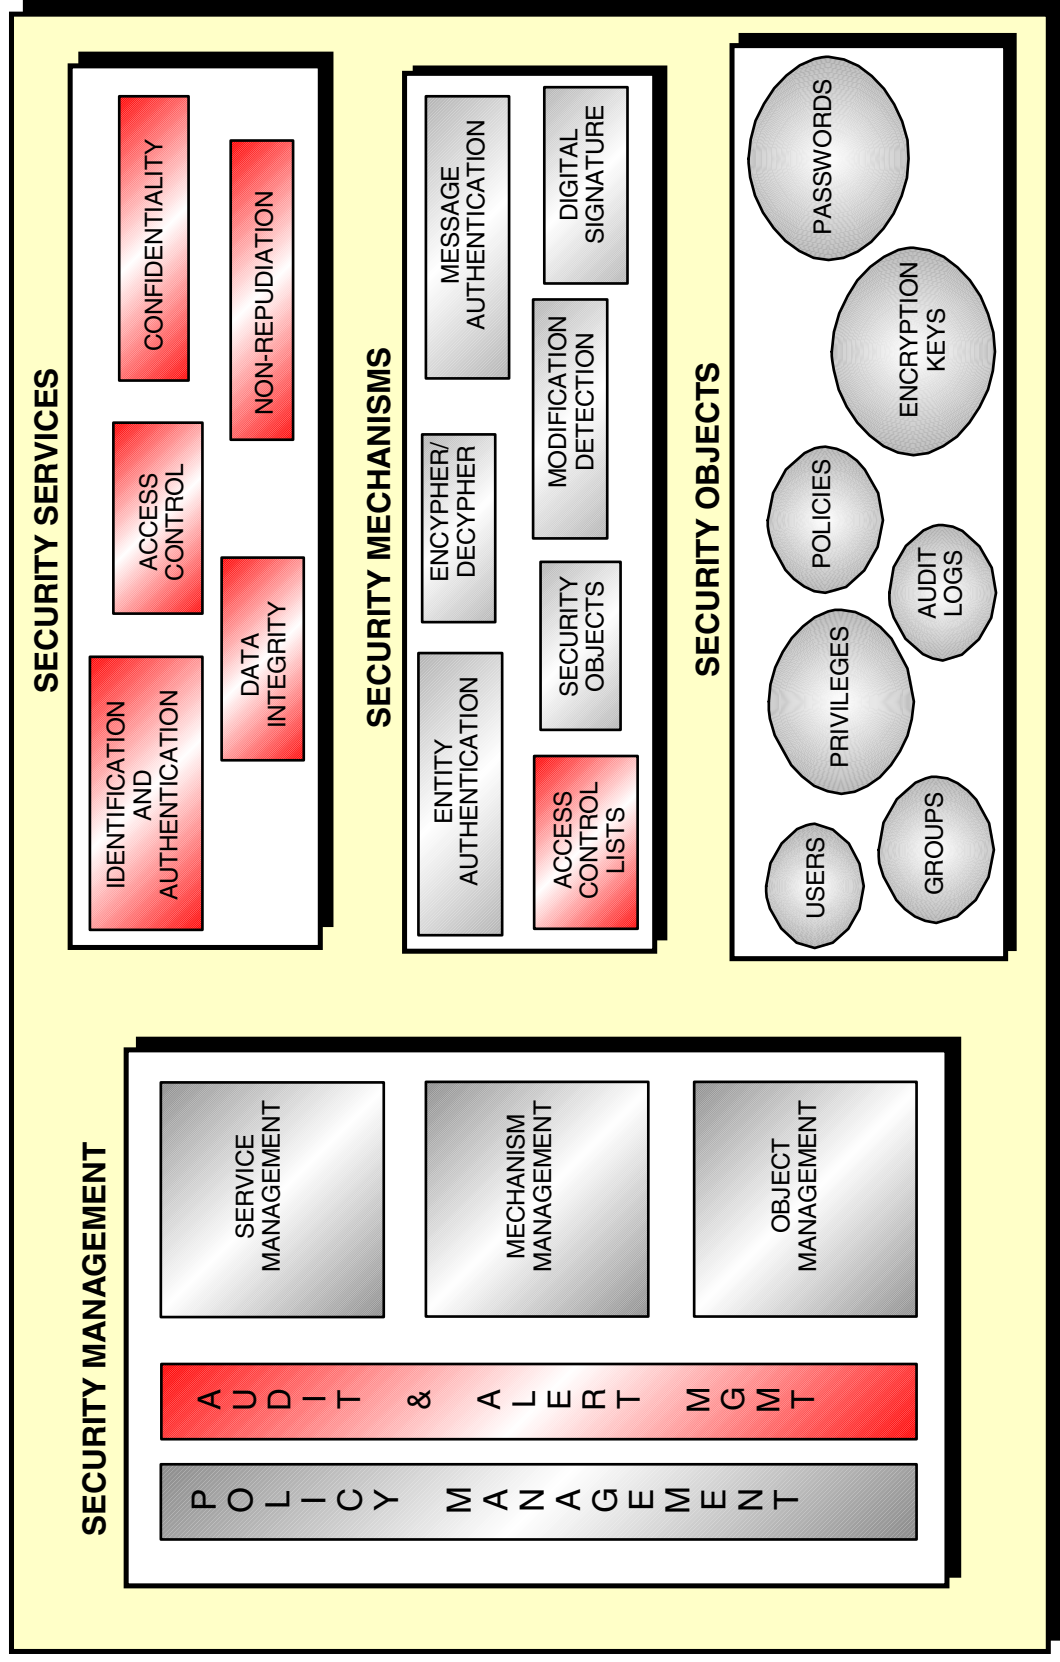 SECURITY MANAGEMENT
POLICY MANAGEMENT
AUDIT & ALERT MGMT
SERVICE
MANAGEMENT
MECHANISM
MANAGEMENT
OBJECT
MANAGEMENT
SECURITY SERVICES
IDENTIFICATION
AND
AUTHENTICATION
ACCESS
CONTROL
CONFIDENTIALITY
DATA
INTEGRITY
NON-REPUDIATION
SECURITY MECHANISMS
ENTITY
AUTHENTICATION
ENCYPHER/
DECYPHER
MESSAGE
AUTHENTICATION
ACCESS
CONTROL
LISTS
SECURITY
OBJECTS
MODIFICATION
DETECTION
DIGITAL
SIGNATURE
SECURITY OBJECTS
USERS
PRIVILEGES
POLICIES
PASSWORDS
GROUPS
AUDIT
LOGS
ENCRYPTION
KEYS